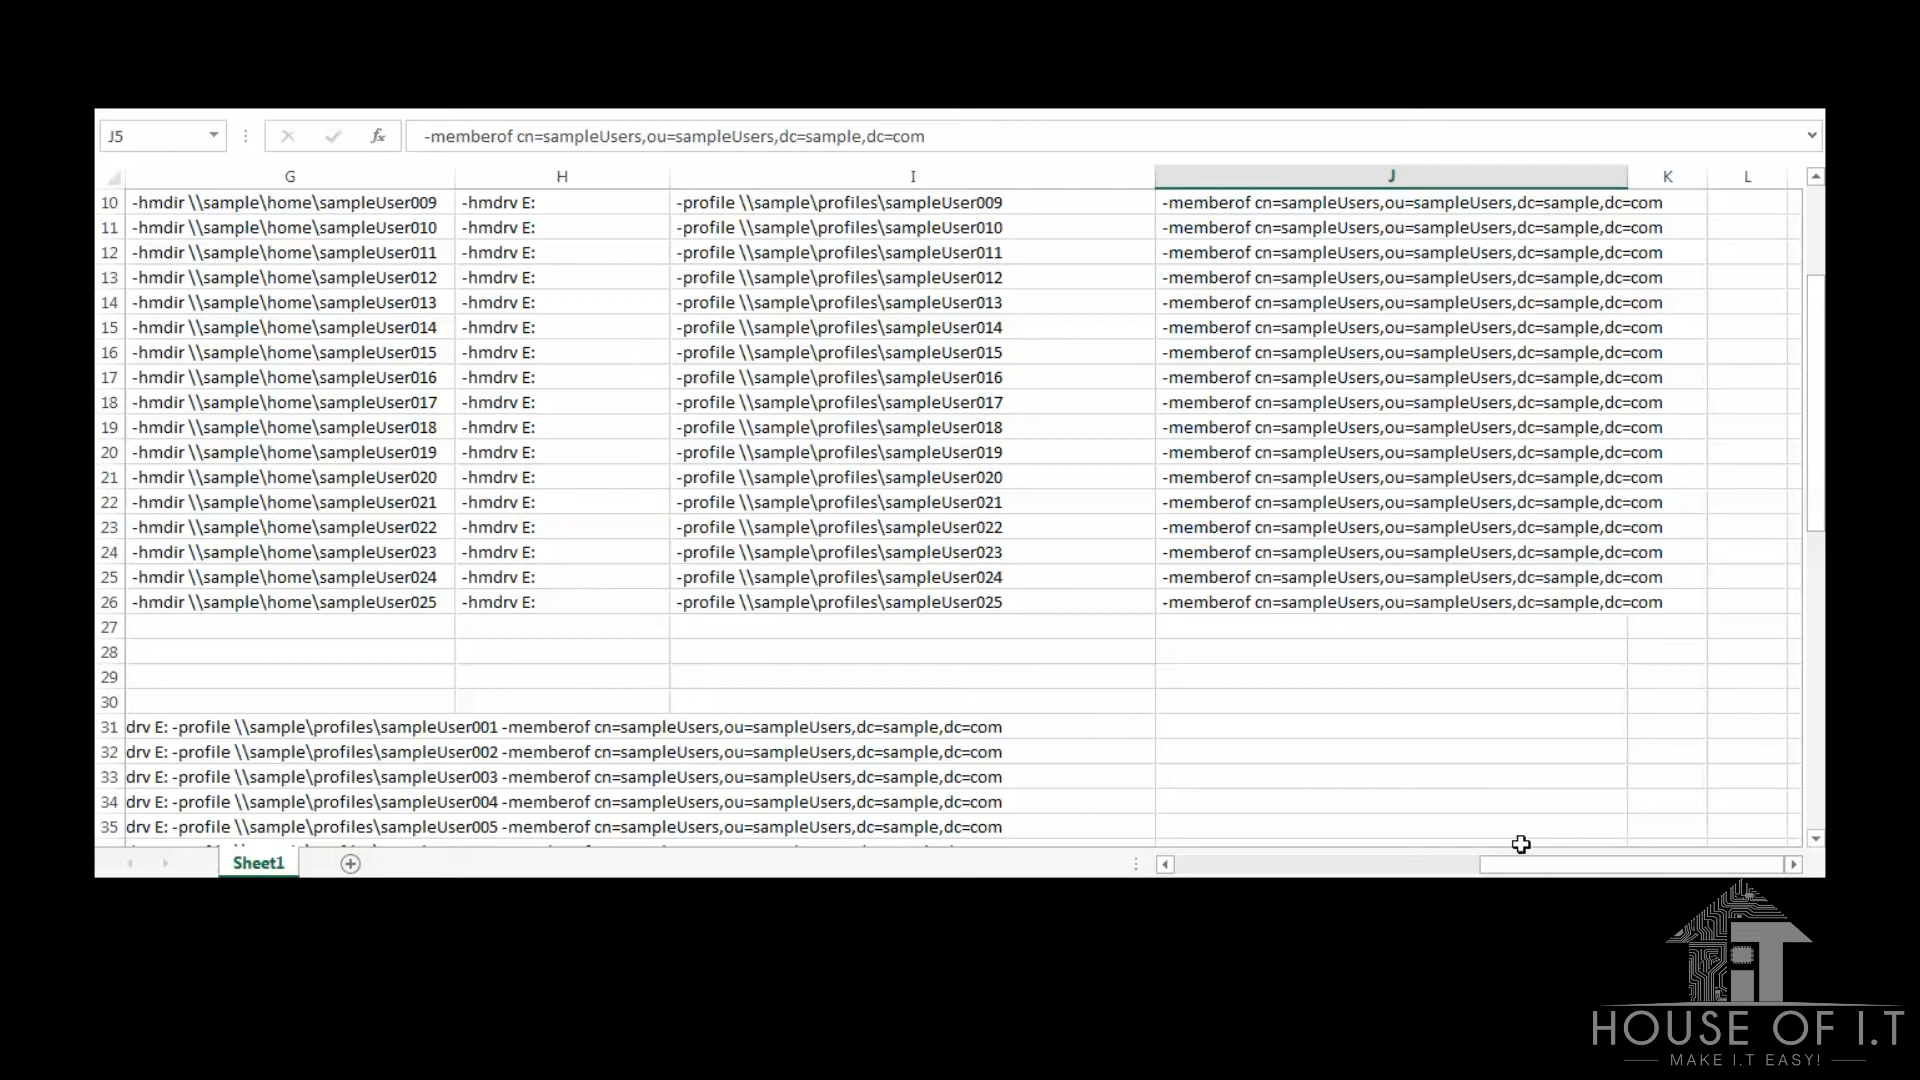 J5 fx -memberof cn=sampleUsers,ou=sampleUsers,dc=sample,dc=com
G H I J K L
10 -hmdir \\sample\home\sampleUser009 -hmdrv E: -profile \\sample\profiles\sampleUser009 -memberof cn=sampleUsers,ou=sampleUsers,dc=sample,dc=com
11 -hmdir \\sample\home\sampleUser010 -hmdrv E: -profile \\sample\profiles\sampleUser010 -memberof cn=sampleUsers,ou=sampleUsers,dc=sample,dc=com
12 -hmdir \\sample\home\sampleUser011 -hmdrv E: -profile \\sample\profiles\sampleUser011 -memberof cn=sampleUsers,ou=sampleUsers,dc=sample,dc=com
13 -hmdir \\sample\home\sampleUser012 -hmdrv E: -profile \\sample\profiles\sampleUser012 -memberof cn=sampleUsers,ou=sampleUsers,dc=sample,dc=com
14 -hmdir \\sample\home\sampleUser013 -hmdrv E: -profile \\sample\profiles\sampleUser013 -memberof cn=sampleUsers,ou=sampleUsers,dc=sample,dc=com
15 -hmdir \\sample\home\sampleUser014 -hmdrv E: -profile \\sample\profiles\sampleUser014 -memberof cn=sampleUsers,ou=sampleUsers,dc=sample,dc=com
16 -hmdir \\sample\home\sampleUser015 -hmdrv E: -profile \\sample\profiles\sampleUser015 -memberof cn=sampleUsers,ou=sampleUsers,dc=sample,dc=com
17 -hmdir \\sample\home\sampleUser016 -hmdrv E: -profile \\sample\profiles\sampleUser016 -memberof cn=sampleUsers,ou=sampleUsers,dc=sample,dc=com
18 -hmdir \\sample\home\sampleUser017 -hmdrv E: -profile \\sample\profiles\sampleUser017 -memberof cn=sampleUsers,ou=sampleUsers,dc=sample,dc=com
19 -hmdir \\sample\home\sampleUser018 -hmdrv E: -profile \\sample\profiles\sampleUser018 -memberof cn=sampleUsers,ou=sampleUsers,dc=sample,dc=com
20 -hmdir \\sample\home\sampleUser019 -hmdrv E: -profile \\sample\profiles\sampleUser019 -memberof cn=sampleUsers,ou=sampleUsers,dc=sample,dc=com
21 -hmdir \\sample\home\sampleUser020 -hmdrv E: -profile \\sample\profiles\sampleUser020 -memberof cn=sampleUsers,ou=sampleUsers,dc=sample,dc=com
22 -hmdir \\sample\home\sampleUser021 -hmdrv E: -profile \\sample\profiles\sampleUser021 -memberof cn=sampleUsers,ou=sampleUsers,dc=sample,dc=com
23 -hmdir \\sample\home\sampleUser022 -hmdrv E: -profile \\sample\profiles\sampleUser022 -memberof cn=sampleUsers,ou=sampleUsers,dc=sample,dc=com
24 -hmdir \\sample\home\sampleUser023 -hmdrv E: -profile \\sample\profiles\sampleUser023 -memberof cn=sampleUsers,ou=sampleUsers,dc=sample,dc=com
25 -hmdir \\sample\home\sampleUser024 -hmdrv E: -profile \\sample\profiles\sampleUser024 -memberof cn=sampleUsers,ou=sampleUsers,dc=sample,dc=com
26 -hmdir \\sample\home\sampleUser025 -hmdrv E: -profile \\sample\profiles\sampleUser025 -memberof cn=sampleUsers,ou=sampleUsers,dc=sample,dc=com
27
28
29
30
31 drv E: -profile \\sample\profiles\sampleUser001 -memberof cn=sampleUsers,ou=sampleUsers,dc=sample,dc=com
32 drv E: -profile \\sample\profiles\sampleUser002 -memberof cn=sampleUsers,ou=sampleUsers,dc=sample,dc=com
33 drv E: -profile \\sample\profiles\sampleUser003 -memberof cn=sampleUsers,ou=sampleUsers,dc=sample,dc=com
34 drv E: -profile \\sample\profiles\sampleUser004 -memberof cn=sampleUsers,ou=sampleUsers,dc=sample,dc=com
35 drv E: -profile \\sample\profiles\sampleUser005 -memberof cn=sampleUsers,ou=sampleUsers,dc=sample,dc=com
Sheet1
iT
HOUSE OF I.T
MAKE I.T EASY!